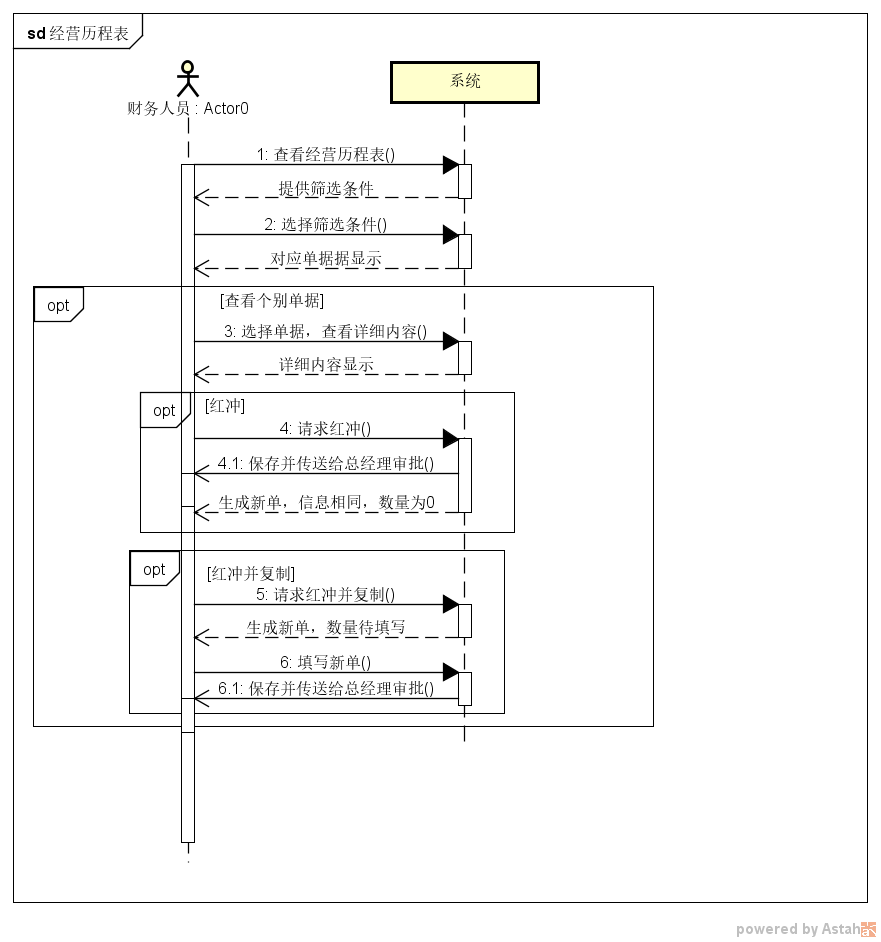 sd 经营历程表
财务人员 : Actor0
系统
1: 查看经营历程表()
提供筛选条件
2: 选择筛选条件()
对应单据据显示
opt
[查看个别单据]
3: 选择单据，查看详细内容()
详细内容显示
opt
[红冲]
4: 请求红冲()
4.1: 保存并传送给总经理审批()
生成新单，信息相同，数量为0
opt
[红冲并复制]
5: 请求红冲并复制()
生成新单，数量待填写
6: 填写新单()
6.1: 保存并传送给总经理审批()
powered by Astah